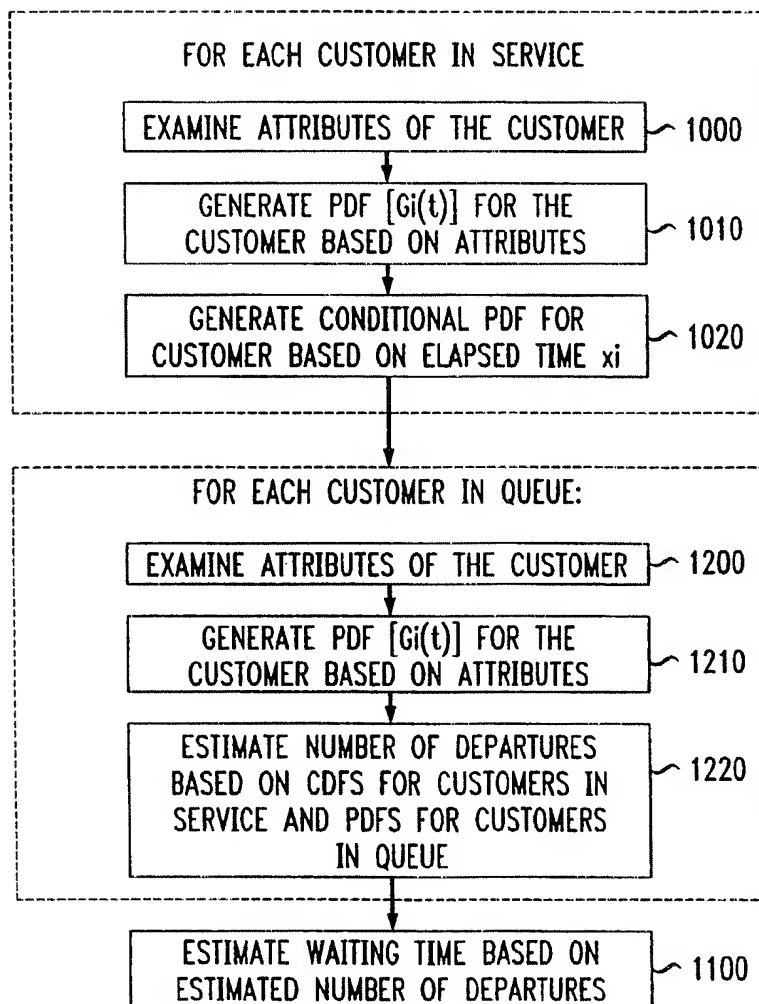 FOR EACH CUSTOMER IN SERVICE
EXAMINE ATTRIBUTES OF THE CUSTOMER
1000
GENERATE PDF [Gi(t)] FOR THE
CUSTOMER BASED ON ATTRIBUTES
1010
GENERATE CONDITIONAL PDF FOR
CUSTOMER BASED ON ELAPSED TIME xi
1020
FOR EACH CUSTOMER IN QUEUE:
EXAMINE ATTRIBUTES OF THE CUSTOMER
1200
GENERATE PDF [Gi(t)] FOR THE
CUSTOMER BASED ON ATTRIBUTES
1210
ESTIMATE NUMBER OF DEPARTURES
BASED ON CDFS FOR CUSTOMERS IN
SERVICE AND PDFS FOR CUSTOMERS
IN QUEUE
1220
ESTIMATE WAITING TIME BASED ON
ESTIMATED NUMBER OF DEPARTURES
1100